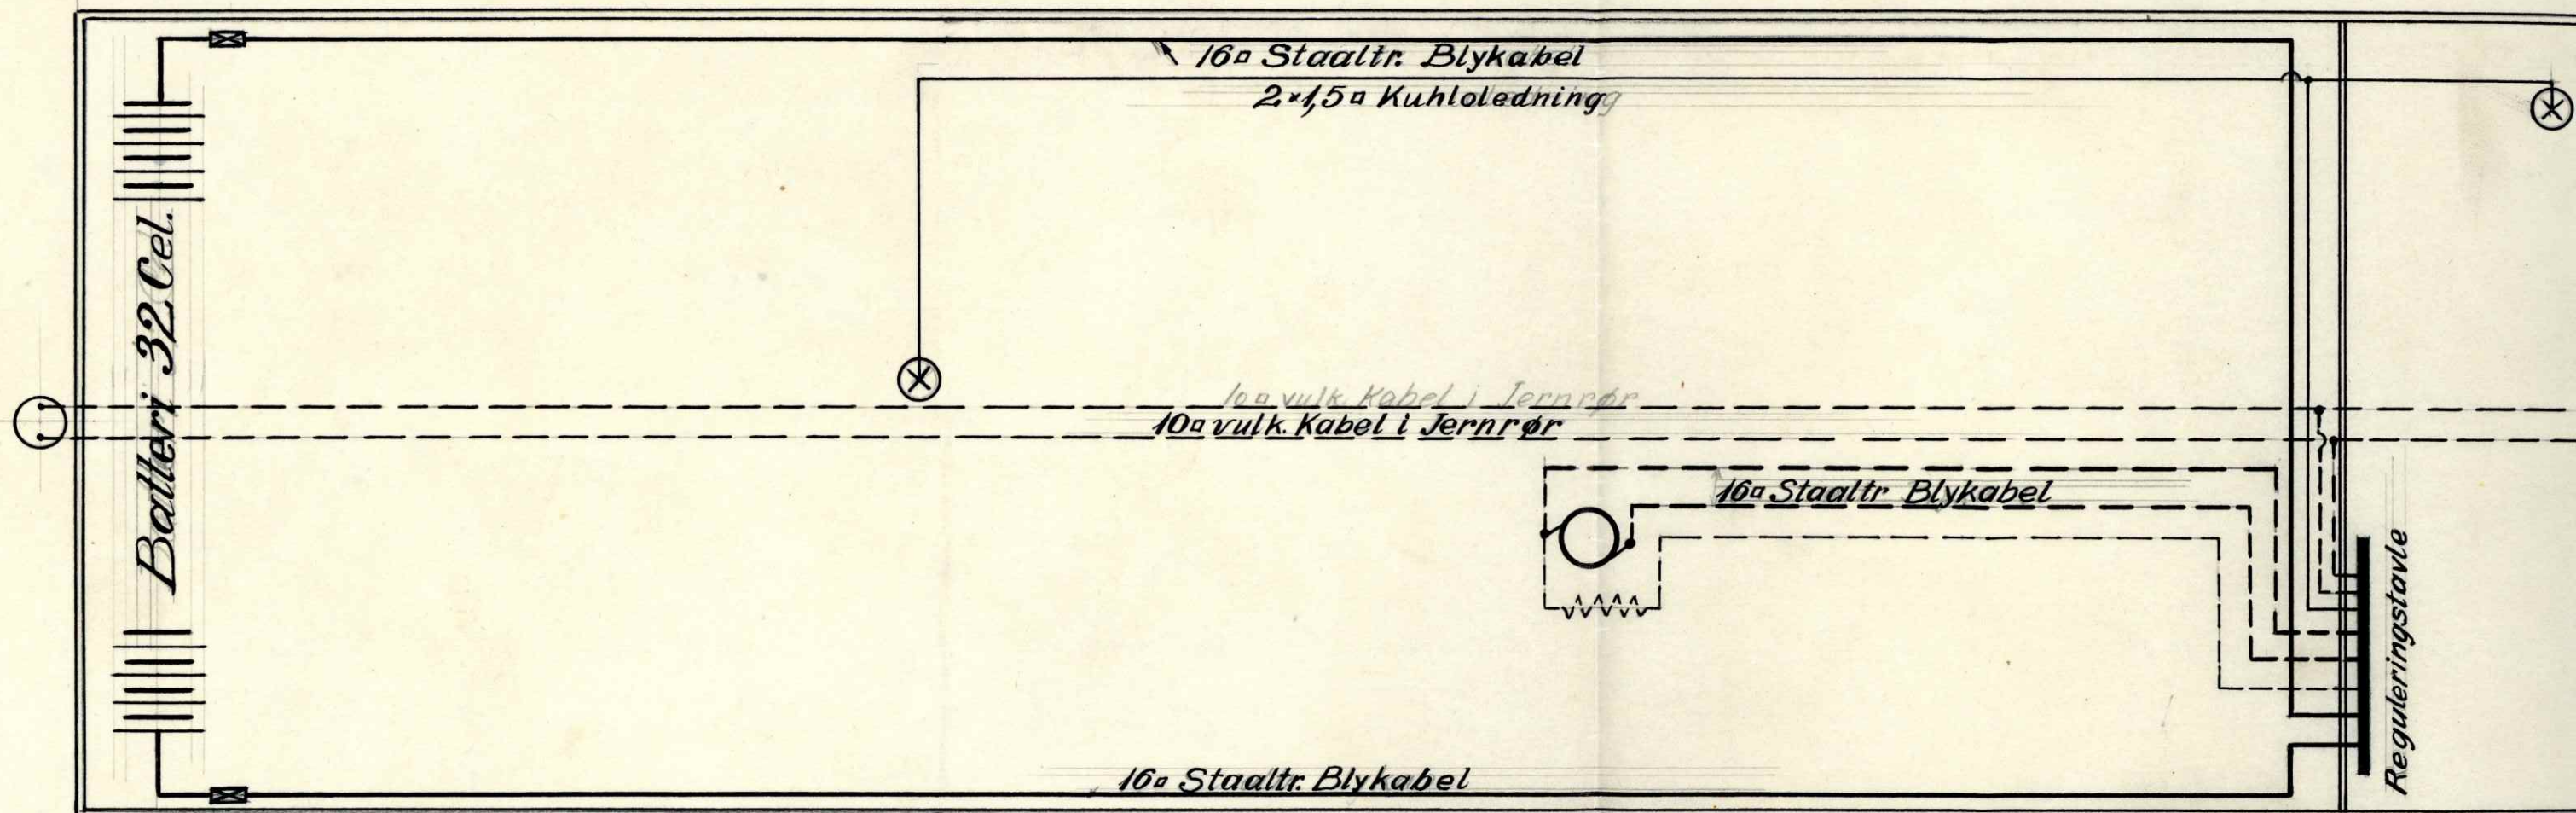 16▫ Staaltr. Blykabel
2×1,5▫ Kuhloledning
Batteri 32 Cel.
10▫ vulk. Kabel i Jernrør
10▫ vulk. Kabel i Jernrør
16▫ Staaltr Blykabel
Reguleringstavle
16▫ Staaltr. Blykabel